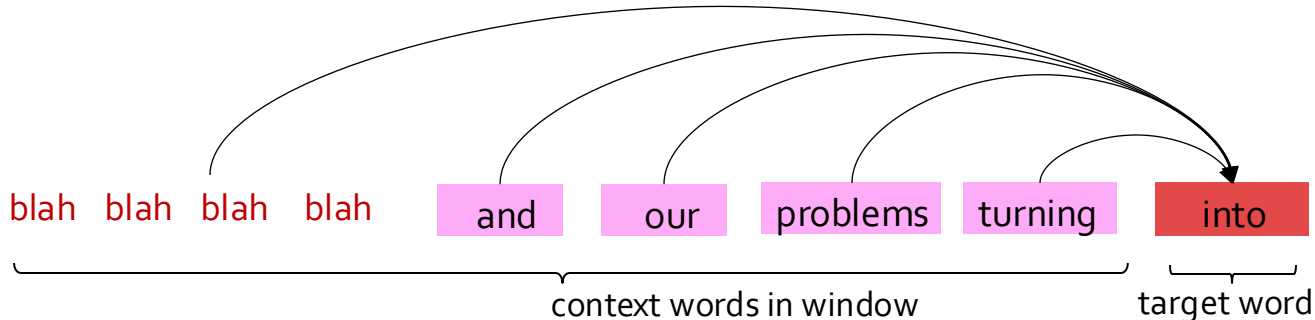 blah blah blah blah and our problems turning into
context words in window target word